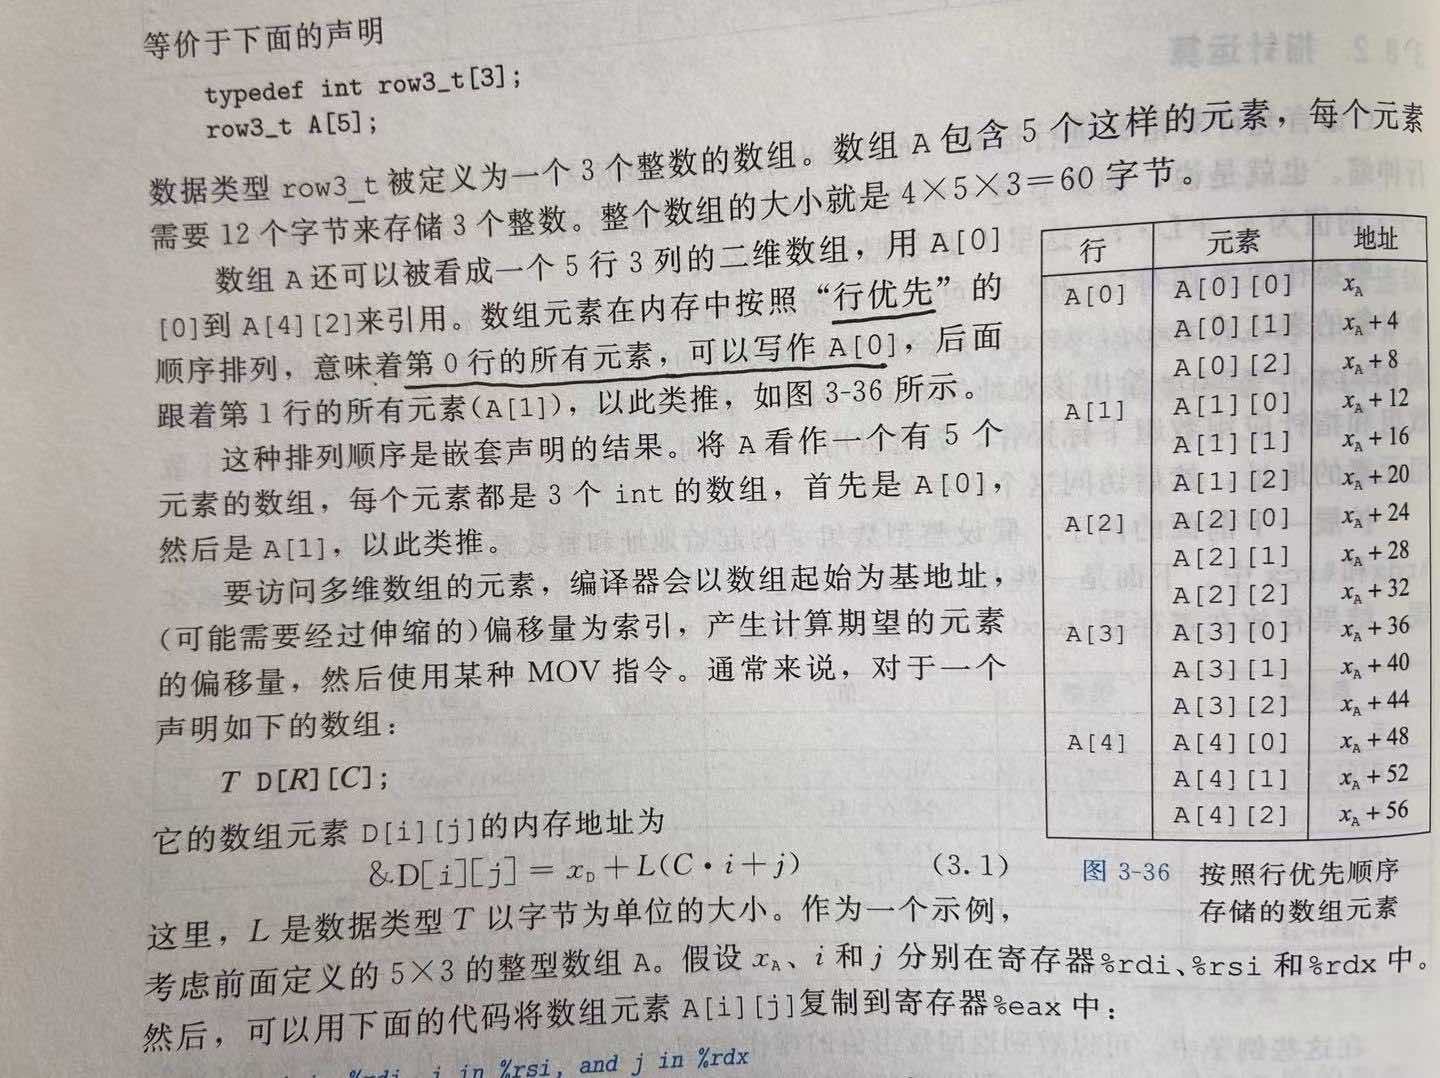 等价于下面的声明
typedef int row3_t[3];
row3_t A[5];
数据类型 row3_t 被定义为一个 3 个整数的数组。数组 A 包含 5 个这样的元素，每个元素
需要 12 个字节来存储 3 个整数。整个数组的大小就是 4×5×3=60 字节。
数组 A 还可以被看成一个 5 行 3 列的二维数组，用 A[0]
[0]到 A[4][2]来引用。数组元素在内存中按照“行优先”的
顺序排列，意味着第 0 行的所有元素，可以写作 A[0]，后面
跟着第 1 行的所有元素(A[1])，以此类推，如图 3-36 所示。
这种排列顺序是嵌套声明的结果。将 A 看作一个有 5 个
元素的数组，每个元素都是 3 个 int 的数组，首先是 A[0]，
然后是 A[1]，以此类推。
要访问多维数组的元素，编译器会以数组起始为基地址，
(可能需要经过伸缩的)偏移量为索引，产生计算期望的元素
的偏移量，然后使用某种 MOV 指令。通常来说，对于一个
声明如下的数组：
T D[R][C];
它的数组元素 D[i][j]的内存地址为
&D[i][j] = x_D + L(C·i+j) (3.1)
行 元素 地址
A[0] A[0][0] x_A
A[0][1] x_A+4
A[0][2] x_A+8
A[1] A[1][0] x_A+12
A[1][1] x_A+16
A[1][2] x_A+20
A[2] A[2][0] x_A+24
A[2][1] x_A+28
A[2][2] x_A+32
A[3] A[3][0] x_A+36
A[3][1] x_A+40
A[3][2] x_A+44
A[4] A[4][0] x_A+48
A[4][1] x_A+52
A[4][2] x_A+56
图 3-36 按照行优先顺序
存储的数组元素
这里，L 是数据类型 T 以字节为单位的大小。作为一个示例，
考虑前面定义的 5×3 的整型数组 A。假设 x_A、i 和 j 分别在寄存器%rdi、%rsi 和%rdx 中。
然后，可以用下面的代码将数组元素 A[i][j]复制到寄存器%eax 中：
in %rsi, and j in %rdx